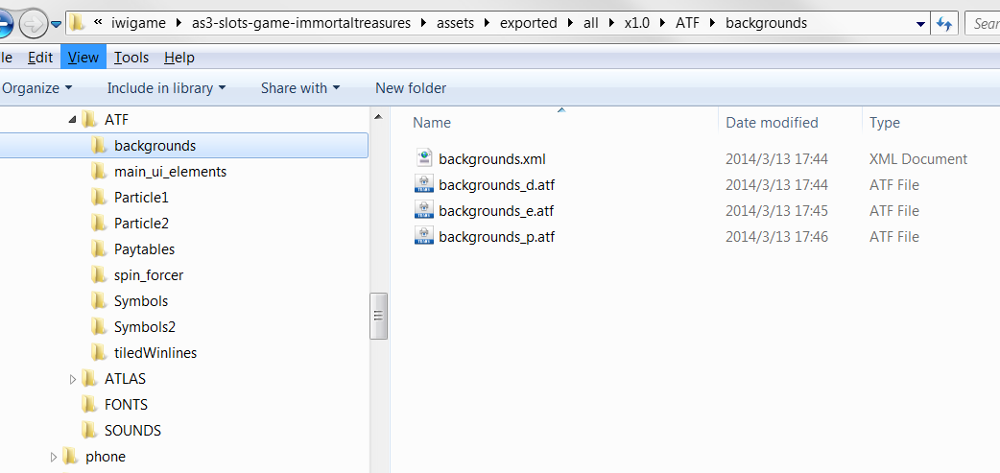 « iwigame ▸ as3-slots-game-immortaltreasures ▸ assets ▸ exported ▸ all ▸ x1.0 ▸ ATF ▸ backgrounds
Sear
le Edit View Tools Help
Organize Include in library Share with New folder
ATF
backgrounds
main_ui_elements
Particle1
Particle2
Paytables
spin_forcer
Symbols
Symbols2
tiledWinlines
ATLAS
FONTS
SOUNDS
phone
Name Date modified Type
backgrounds.xml 2014/3/13 17:44 XML Document
backgrounds_d.atf 2014/3/13 17:44 ATF File
backgrounds_e.atf 2014/3/13 17:45 ATF File
backgrounds_p.atf 2014/3/13 17:46 ATF File